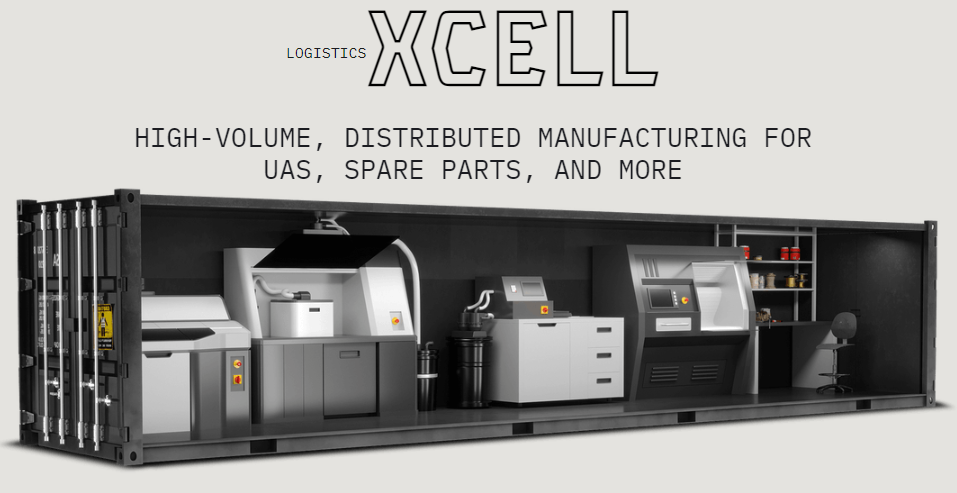 LOGISTICS XCELL
HIGH-VOLUME, DISTRIBUTED MANUFACTURING FOR
UAS, SPARE PARTS, AND MORE